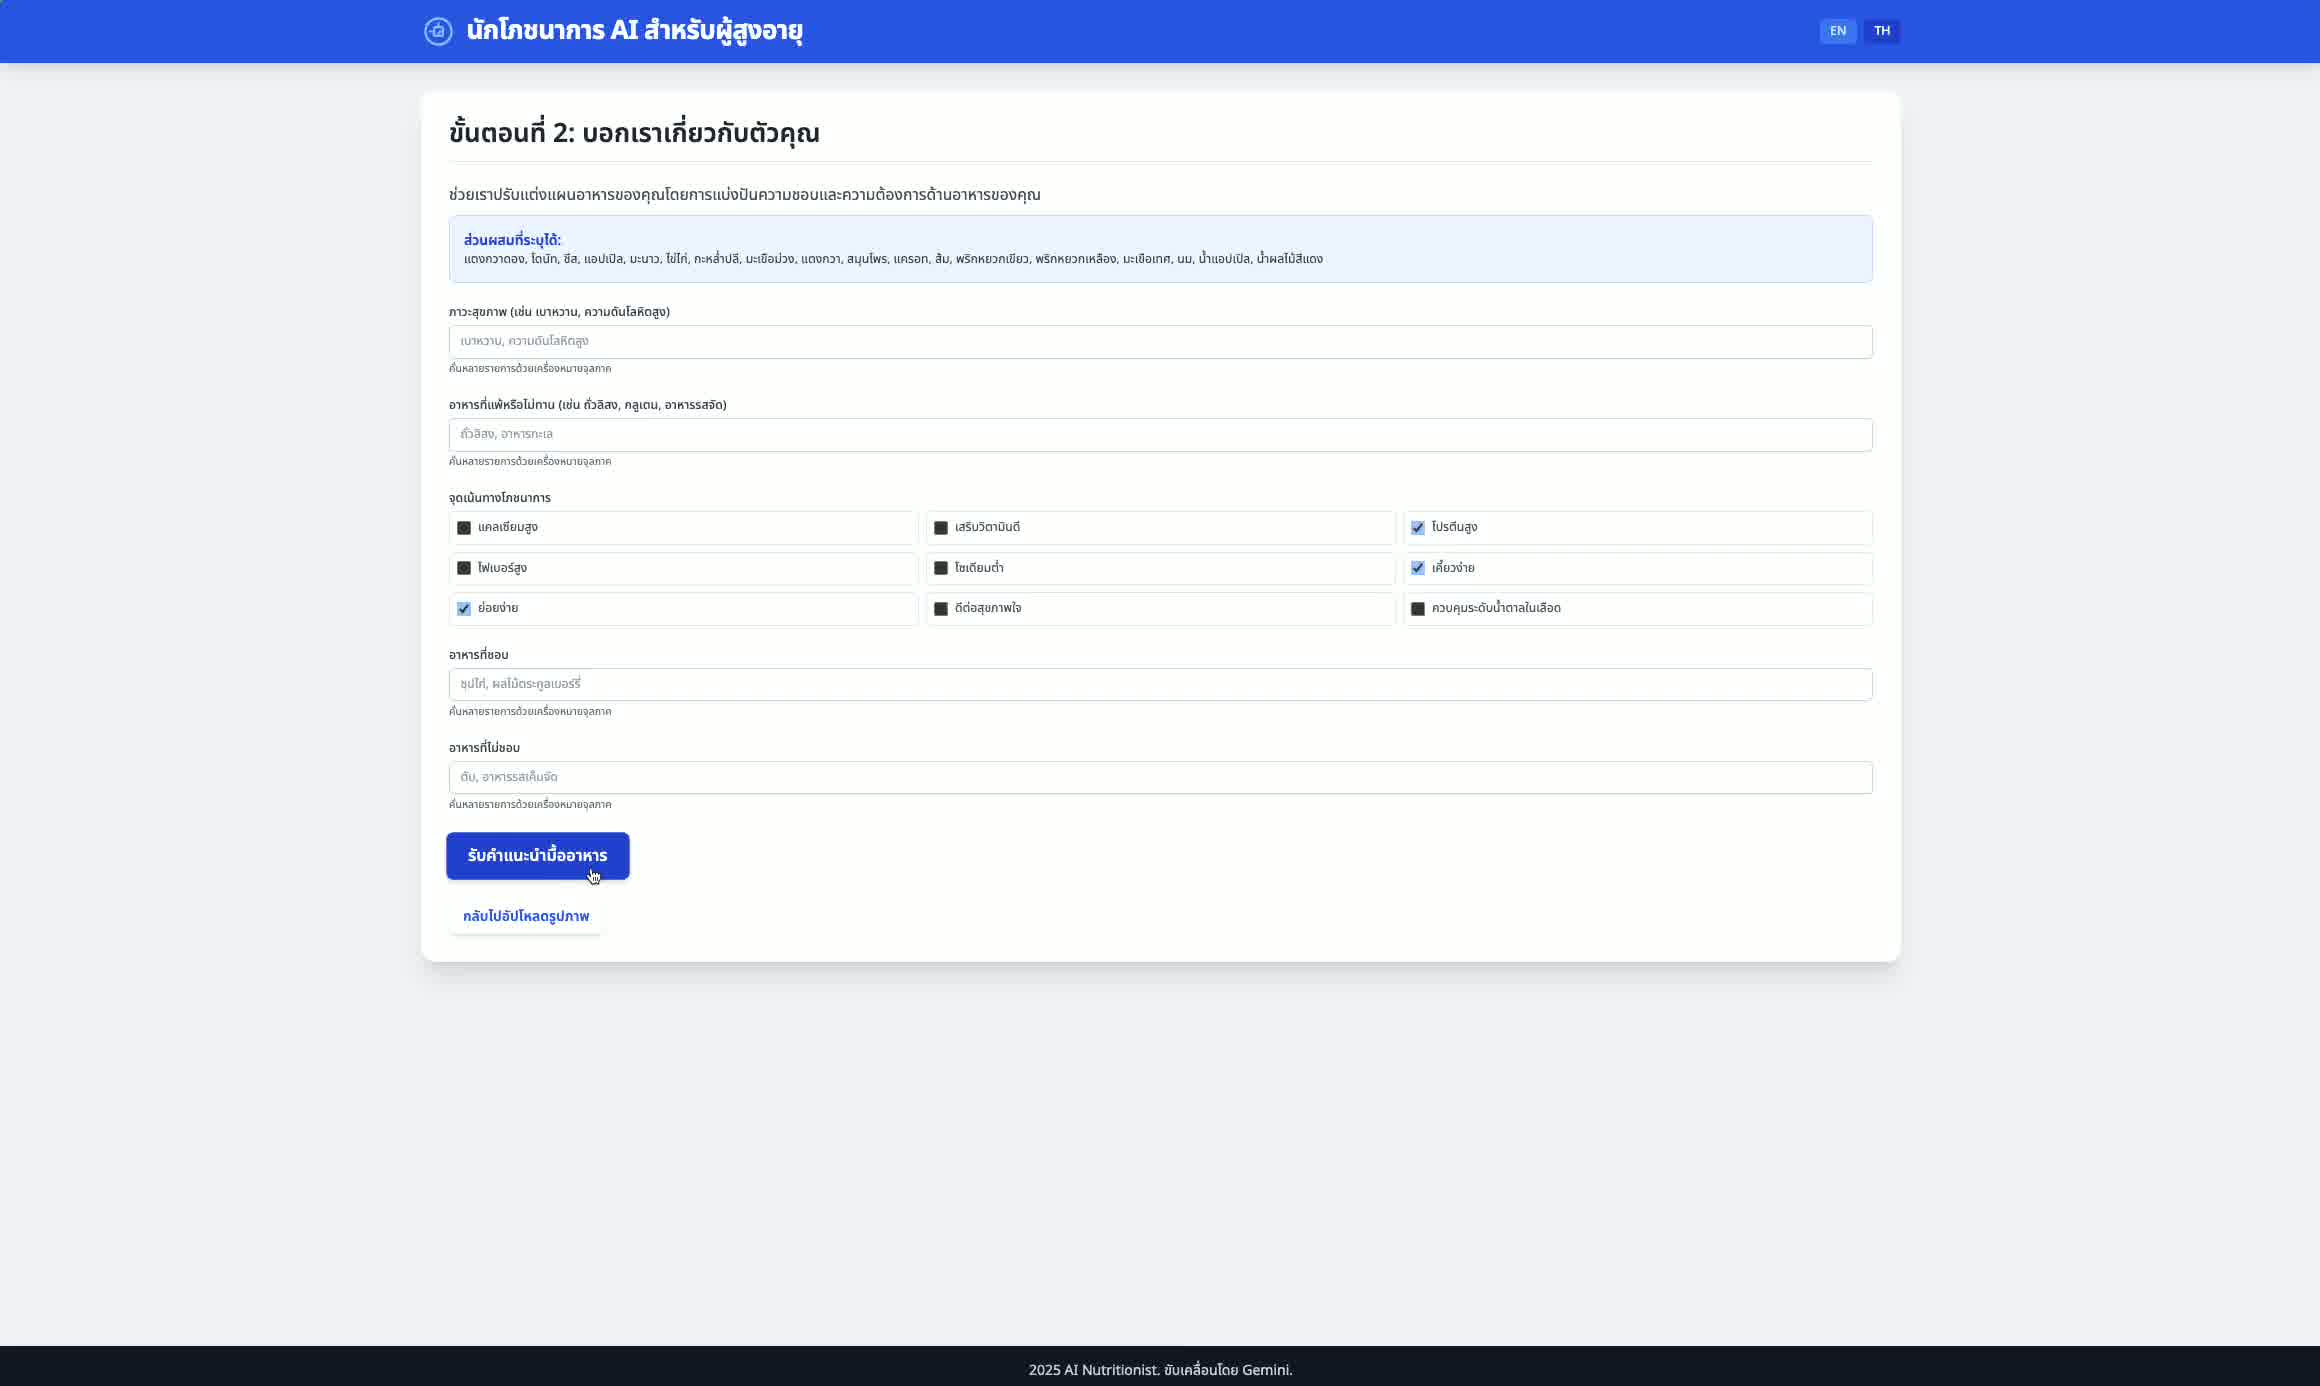 นักโภชนาการ AI สำหรับผู้สูงอายุ
EN
TH
ขั้นตอนที่ 2: บอกเราเกี่ยวกับตัวคุณ
ช่วยเราปรับแต่งแผนอาหารของคุณโดยการแบ่งปันความชอบและความต้องการด้านอาหารของคุณ
ส่วนผสมที่ระบุได้:
แตงกวาดอง, โดนัท, ชีส, แอปเปิล, มะนาว, ไข่ไก่, กะหล่ำปลี, มะเขือม่วง, แตงกวา, สมุนไพร, แครอท, ส้ม, พริกหยวกเขียว, พริกหยวกเหลือง, มะเขือเทศ, นม, น้ำแอปเปิล, น้ำผลไม้สีแดง
ภาวะสุขภาพ (เช่น เบาหวาน, ความดันโลหิตสูง)
เบาหวาน, ความดันโลหิตสูง
คั่นหลายรายการด้วยเครื่องหมายจุลภาค
อาหารที่แพ้หรือไม่ทาน (เช่น ถั่วลิสง, กลูเตน, อาหารรสจัด)
ถั่วลิสง, อาหารทะเล
คั่นหลายรายการด้วยเครื่องหมายจุลภาค
จุดเน้นทางโภชนาการ
แคลเซียมสูง
เสริมวิตามินดี
โปรตีนสูง
ไฟเบอร์สูง
โซเดียมต่ำ
เคี้ยวง่าย
ย่อยง่าย
ดีต่อสุขภาพใจ
ควบคุมระดับน้ำตาลในเลือด
อาหารที่ชอบ
ซุปไก่, ผลไม้ตระกูลเบอร์รี่
คั่นหลายรายการด้วยเครื่องหมายจุลภาค
อาหารที่ไม่ชอบ
ตับ, อาหารรสเค็มจัด
คั่นหลายรายการด้วยเครื่องหมายจุลภาค
รับคำแนะนำมื้ออาหาร
กลับไปอัปโหลดรูปภาพ
2025 AI Nutritionist. ขับเคลื่อนโดย Gemini.